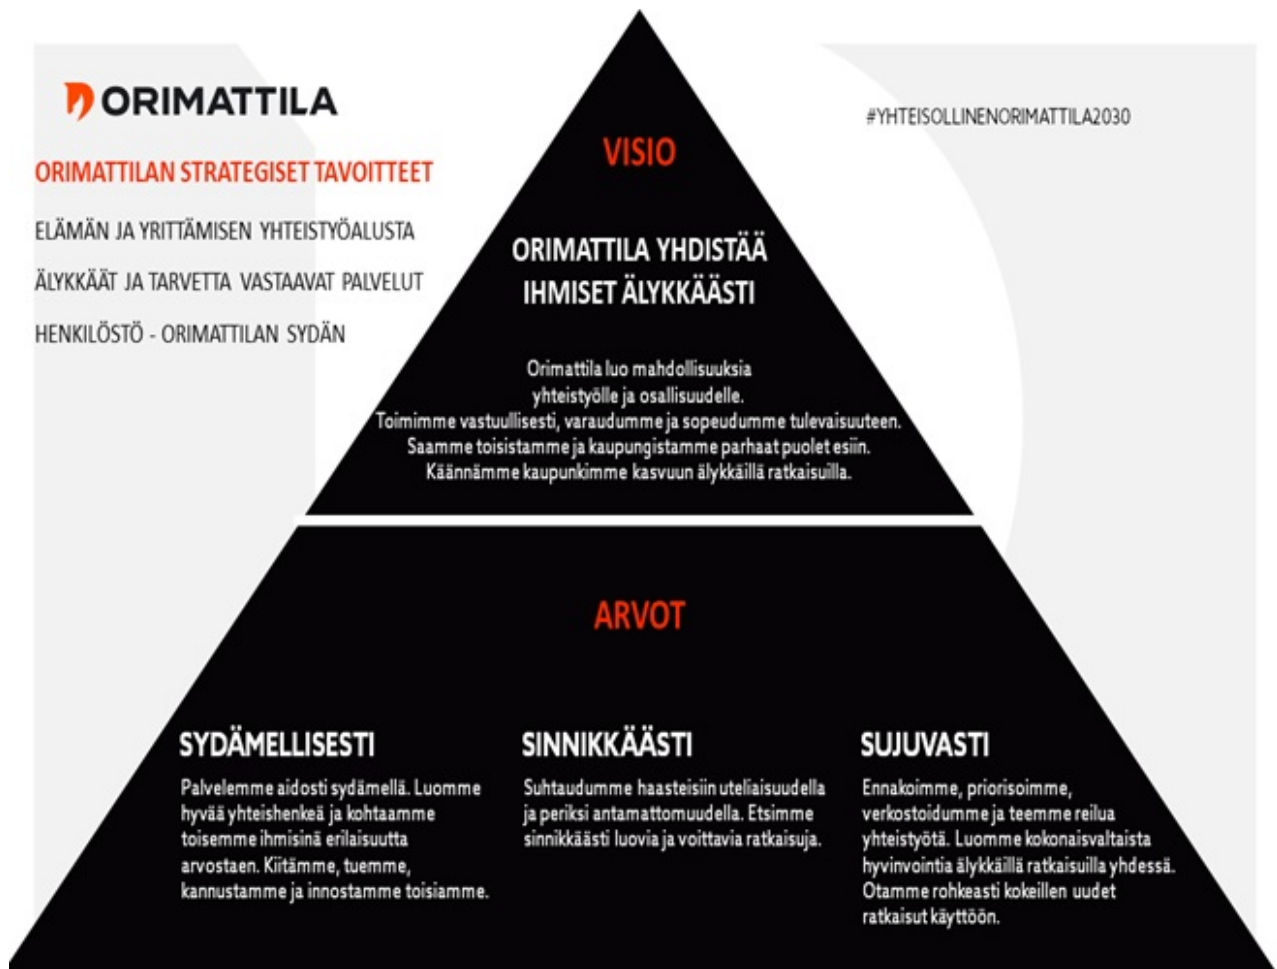 ORIMATTILA
ORIMATTILAN STRATEGISET TAVOITTEET
ELÄMÄN JA YRITTÄMISEN YHTEISTYÖALUSTA
ÄLYKKÄÄT JA TARVETTA VASTAAVAT PALVELUT
HENKILÖSTÖ - ORIMATTILAN SYDÄN
#YHTEISOLLINENORIMATTILA2030
VISIO
ORIMATTILA YHDISTÄÄ
IHMISET ÄLYKKÄÄSTI
Orimattila luo mahdollisuuksia
yhteistyölle ja osallisuudelle.
Toimimme vastuullisesti, varaudumme ja sopeudumme tulevaisuuteen.
Saamme toisistamme ja kaupungistamme parhaat puolet esiin.
Käännämme kaupunkimme kasvuun älykkäillä ratkaisuilla.
ARVOT
SYDÄMELLISESTI
Palvelemme aidosti sydämellä. Luomme
hyvää yhteishenkeä ja kohtaamme
toisemme ihmisinä erilaisuutta
arvostaen. Kiitämme, tuemme,
kannustamme ja innostamme toisiamme.
SINNIKKÄÄSTI
Suhtaudumme haasteisiin uteliaisuudella
ja periksi antamattomuudella. Etsimme
sinnikkäästi luovia ja voittavia ratkaisuja.
SUJUVASTI
Ennakoimme, priorisoimme,
verkostoidumme ja teemme reilua
yhteistyötä. Luomme kokonaisvaltaista
hyvinvointia älykkäillä ratkaisuilla yhdessä.
Otamme rohkeasti kokeillen uudet
ratkaisut käyttöön.